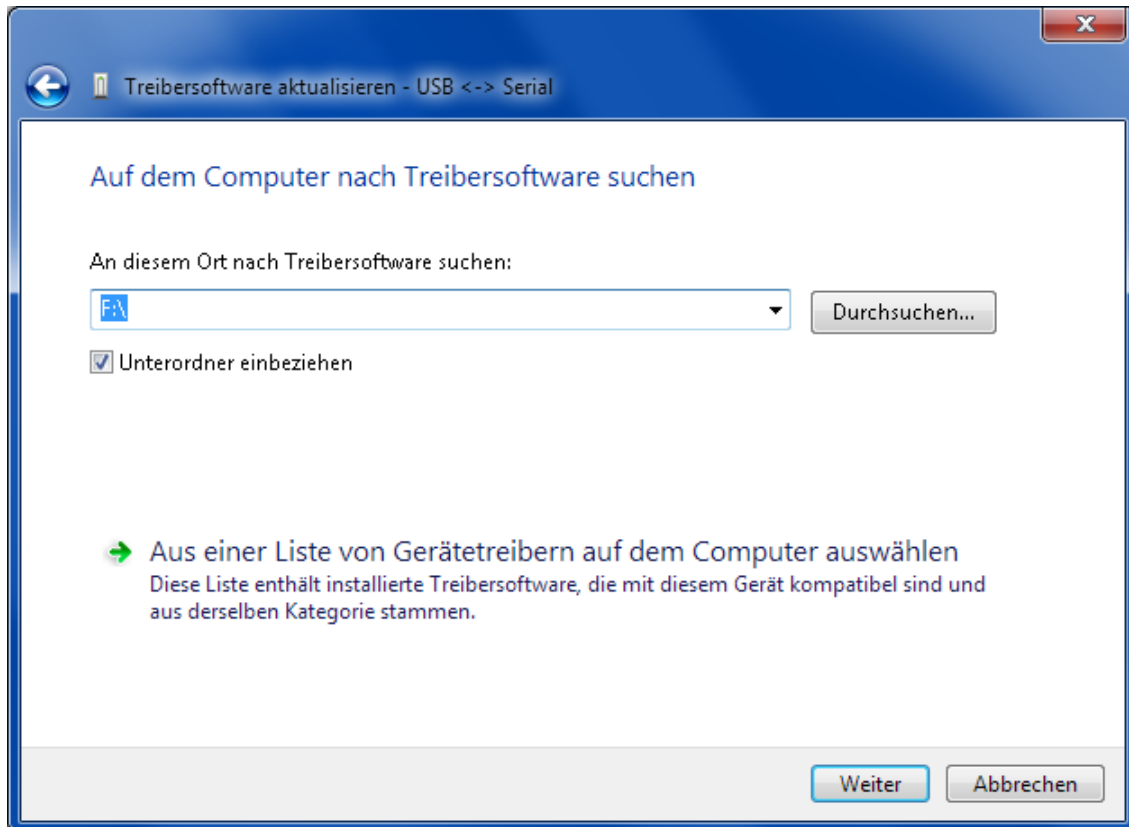 Treibersoftware aktualisieren - USB <-> Serial
Auf dem Computer nach Treibersoftware suchen
An diesem Ort nach Treibersoftware suchen:
F:\
Durchsuchen...
Unterordner einbeziehen
Aus einer Liste von Gerätetreibern auf dem Computer auswählen
Diese Liste enthält installierte Treibersoftware, die mit diesem Gerät kompatibel sind und
aus derselben Kategorie stammen.
Weiter
Abbrechen